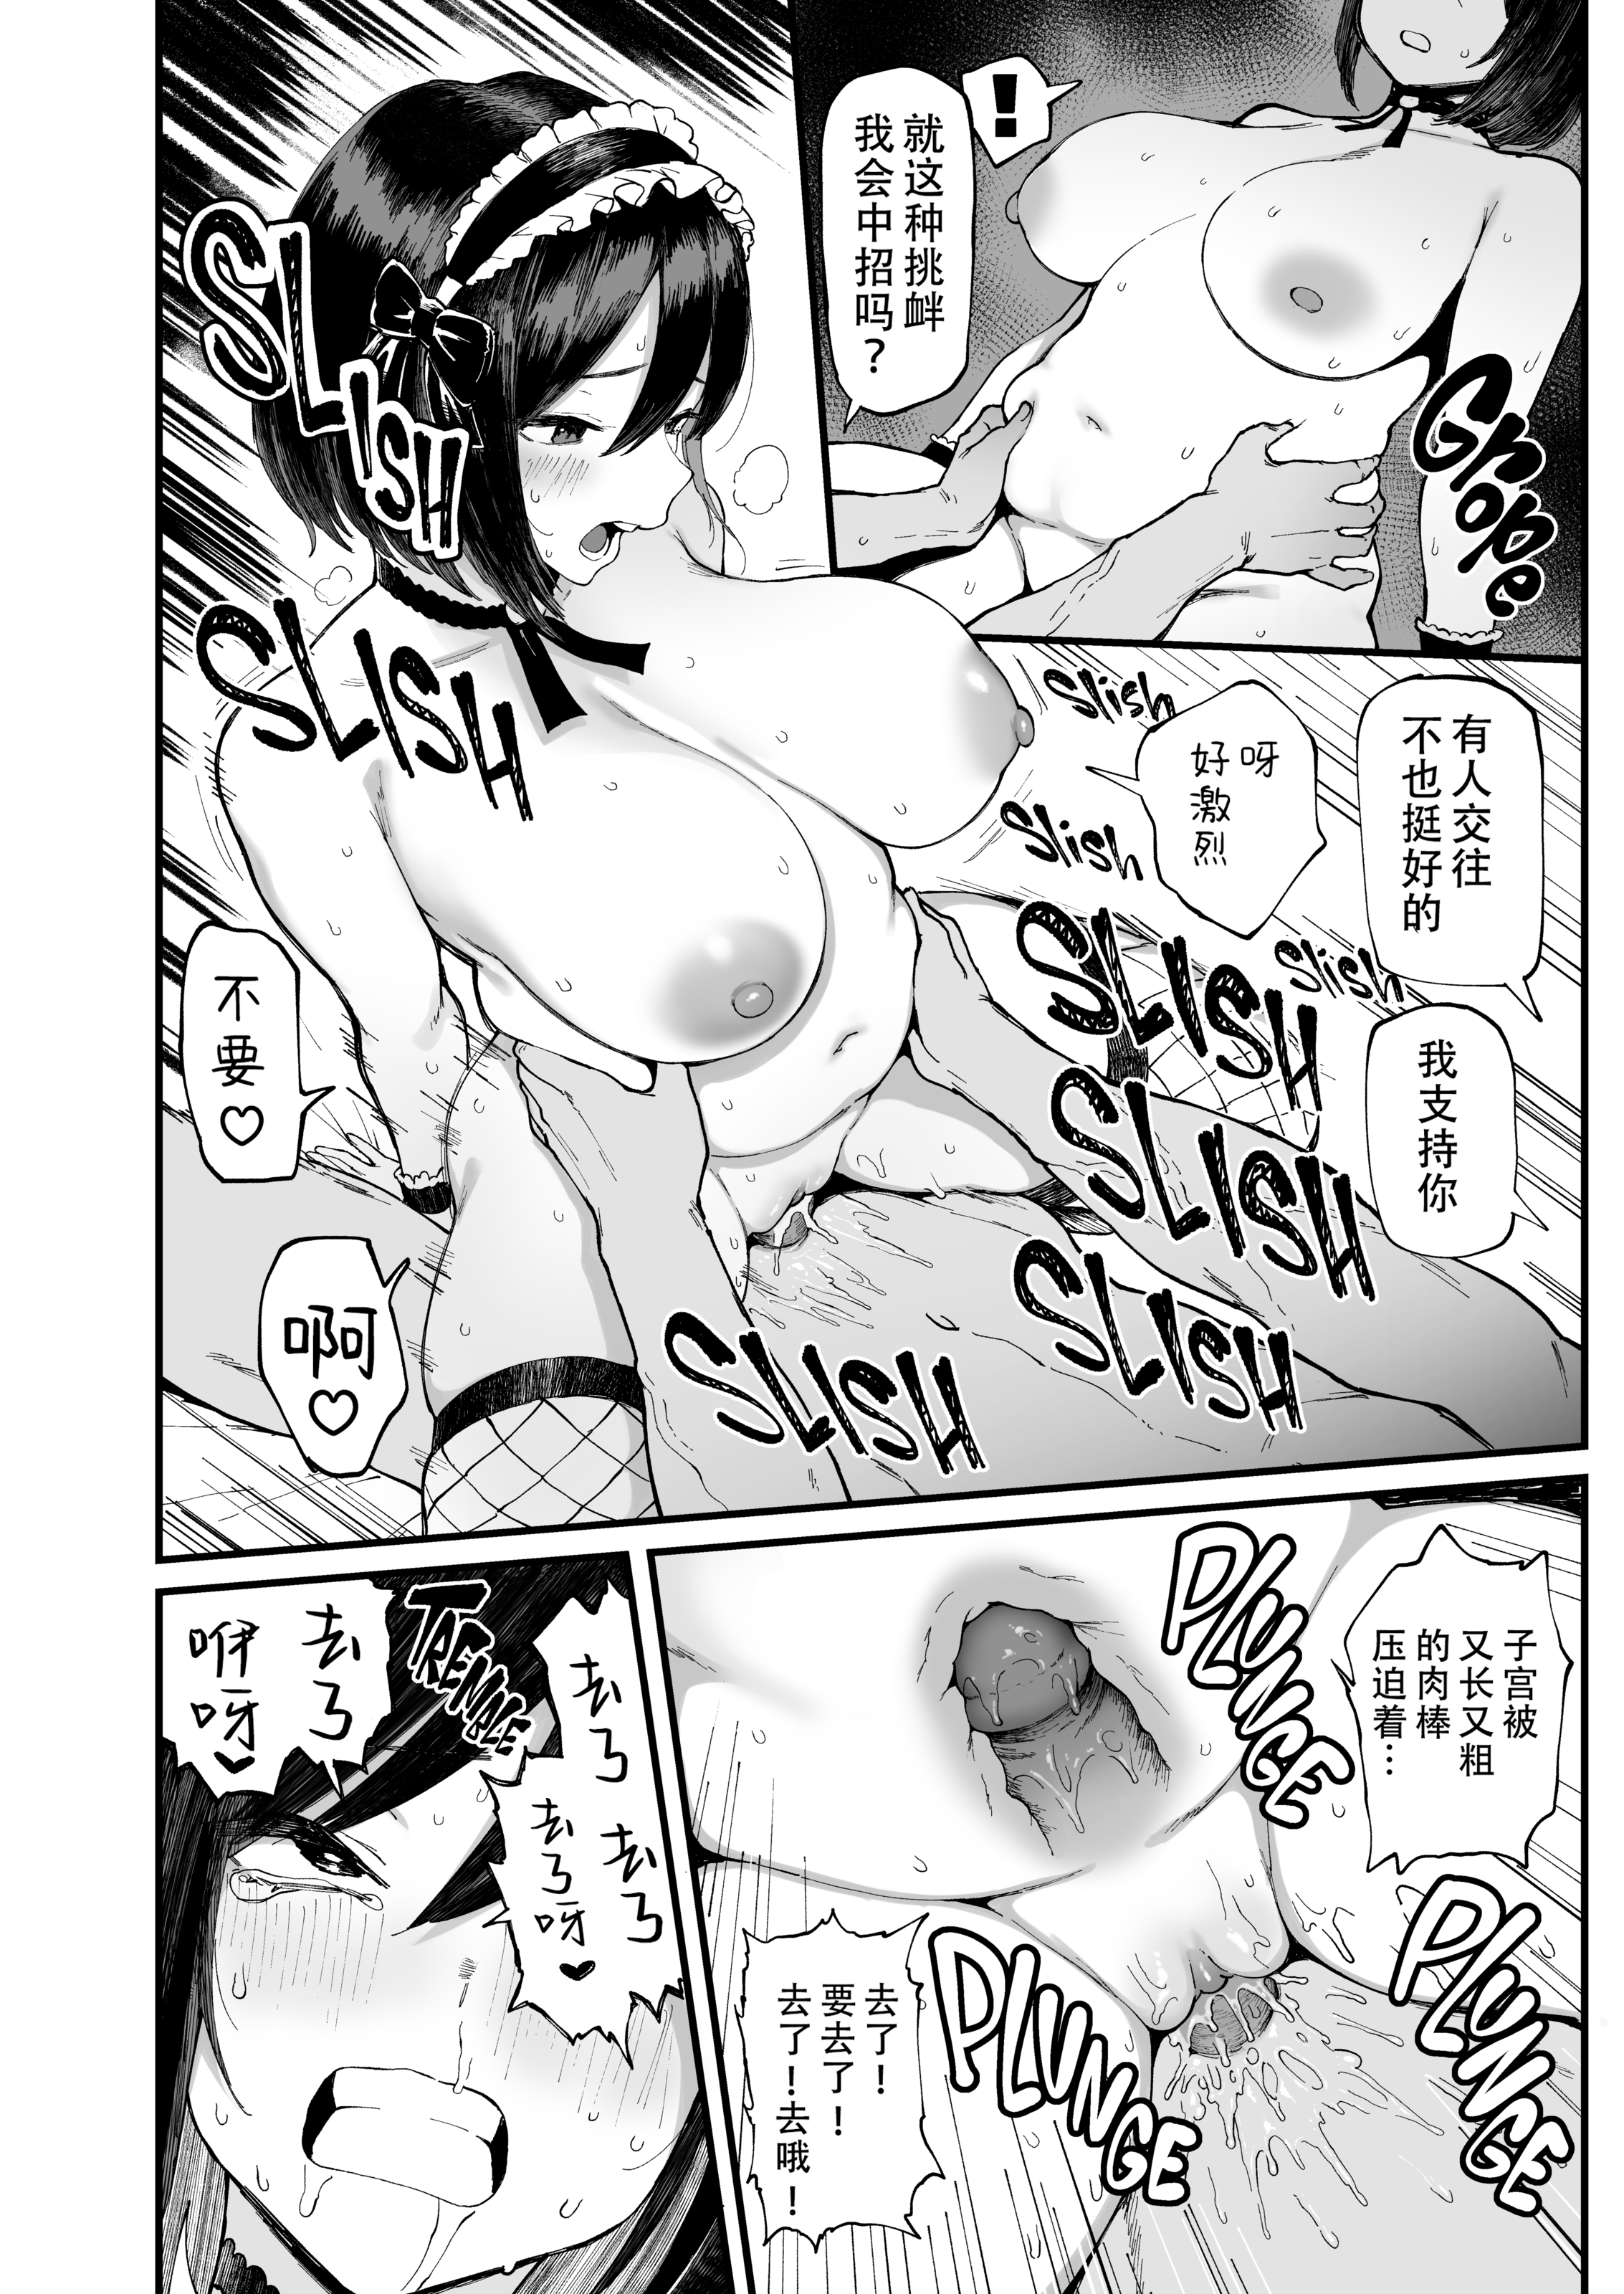 !
就这种挑衅
我会中招吗？
Grope
有人交往
不也挺好的
我支持你
呀
好激烈
Slish
Slish
Slish
SLISH
SLISH
SLISH
SLISH
SLISH
SLISH
不要♡
啊♡
子宫被
又长又粗
的肉棒
压迫着…
PLUNGE
PLUNGE
PLUNGE
PLUNGE
去了！
要去了！
去了！去哦！
TREMBLE
去了
去了
去了呀♥
去了
咿呀♥